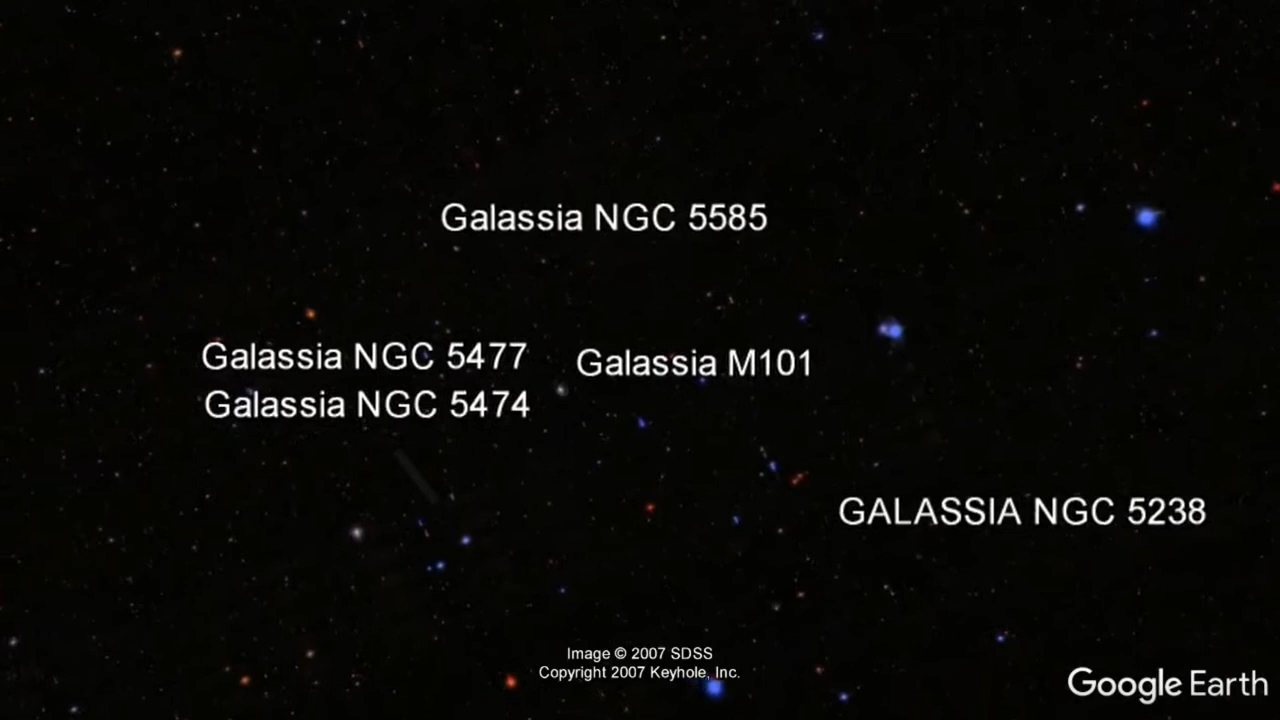 Galassia NGC 5585
Galassia NGC 5477
Galassia M101
Galassia NGC 5474
GALASSIA NGC 5238
Image © 2007 SDSS
Copyright 2007 Keyhole, Inc.
Google Earth